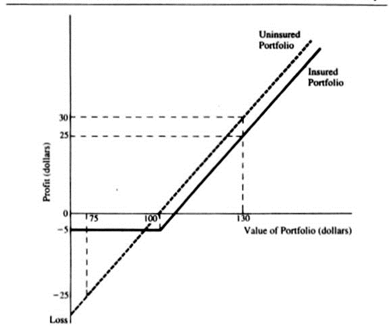 Uninsured
Portfolio
Insured
Portfolio
30
25
Profit (dollars)
0
75
100
130
-5
Value of Portfolio (dollars)
-25
Loss